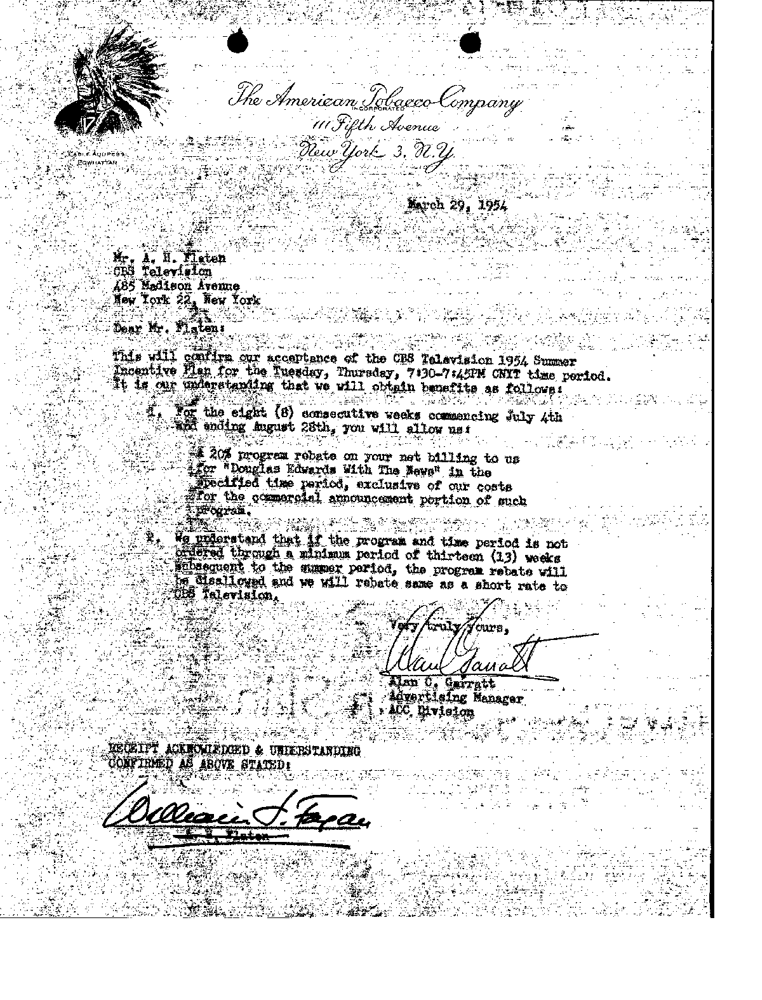 The American Tobacco Company
INCORPORATED
111 Fifth Avenue
New York 3, N.Y.
CABLE ADDRESS
POWHATTAN
March 29, 1954
Mr. A. H. Flaten
CBS Television
485 Madison Avenue
New York 22, New York
Dear Mr. Flaten:
This will confirm our acceptance of the CBS Television 1954 Summer
Incentive Plan for the Tuesday, Thursday, 7:30-7:45PM CNYT time period.
It is our understanding that we will obtain benefits as follows:
1. For the eight (8) consecutive weeks commencing July 4th
and ending August 28th, you will allow us:
A 20% program rebate on your net billing to us
for "Douglas Edwards With The News" in the
specified time period, exclusive of our costs
for the commercial announcement portion of such
program.
2. We understand that if the program and time period is not
ordered through a minimum period of thirteen (13) weeks
subsequent to the summer period, the program rebate will
be disallowed and we will rebate same as a short rate to
CBS Television.
Very truly yours,
Alan Garratt
Alan C. Garratt
Advertising Manager
ACC Division
RECEIPT ACKNOWLEDGED & UNDERSTANDING
CONFIRMED AS ABOVE STATED:
William J. Fagan
A. H. Flaten